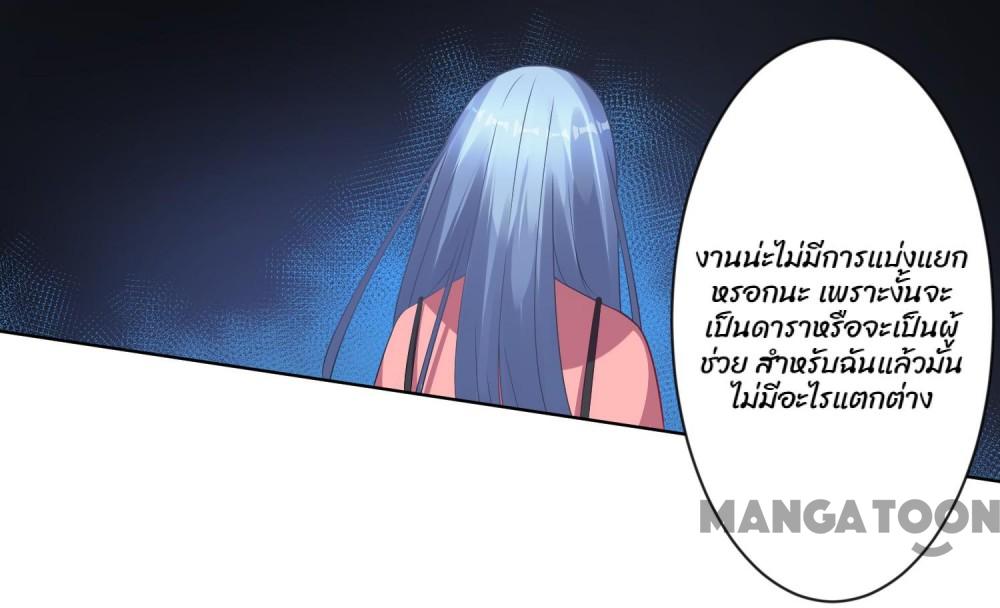 งานน่ะไม่มีการแบ่งแยก
หรอกนะ เพราะงั้นจะ
เป็นดาราหรือจะเป็นผู้
ช่วย สำหรับฉันแล้วมัน
ไม่มีอะไรแตกต่าง
MANGATOON